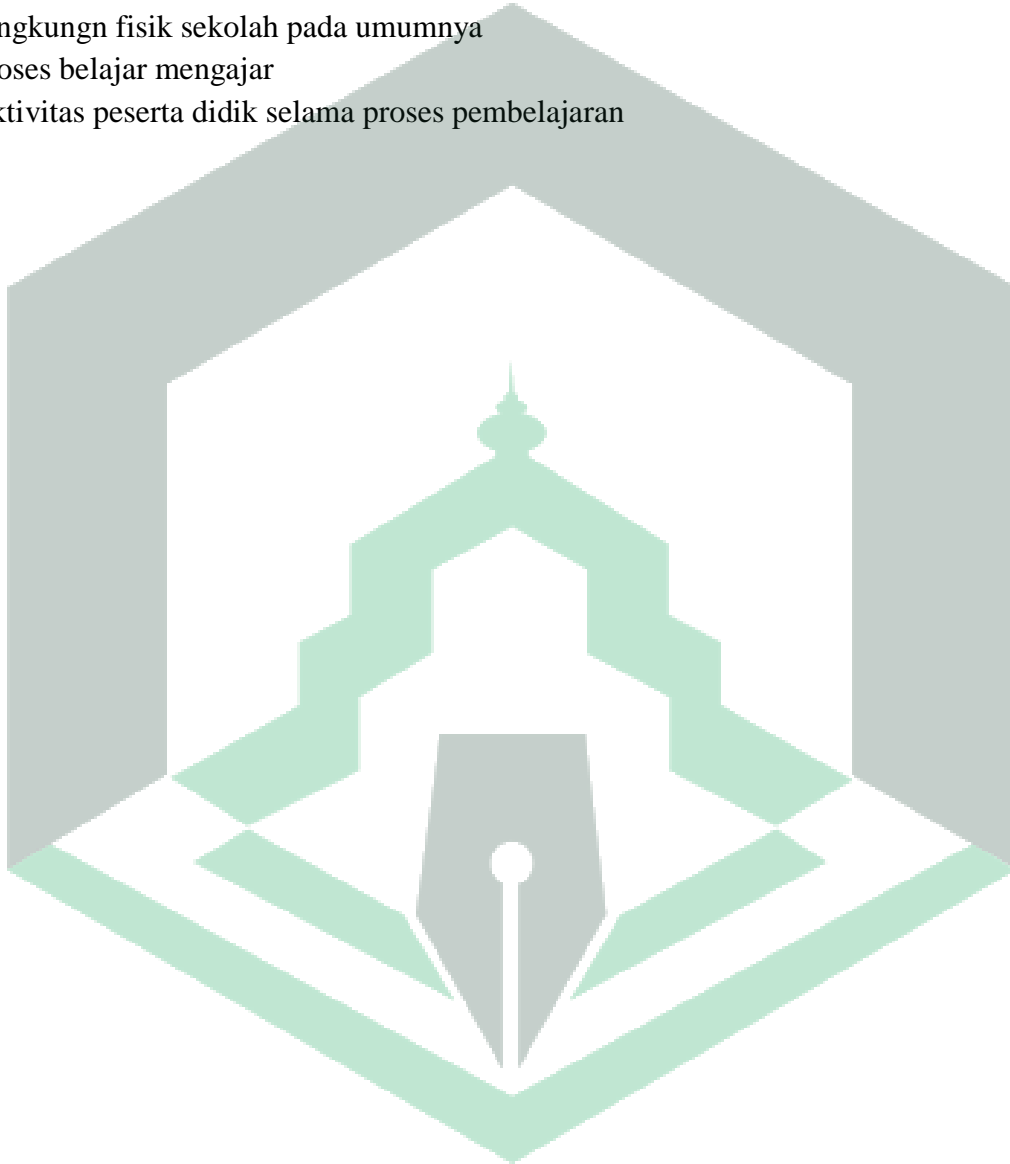 ngkungn fisik sekolah pada umumnya
oses belajar mengajar
ktivitas peserta didik selama proses pembelajaran